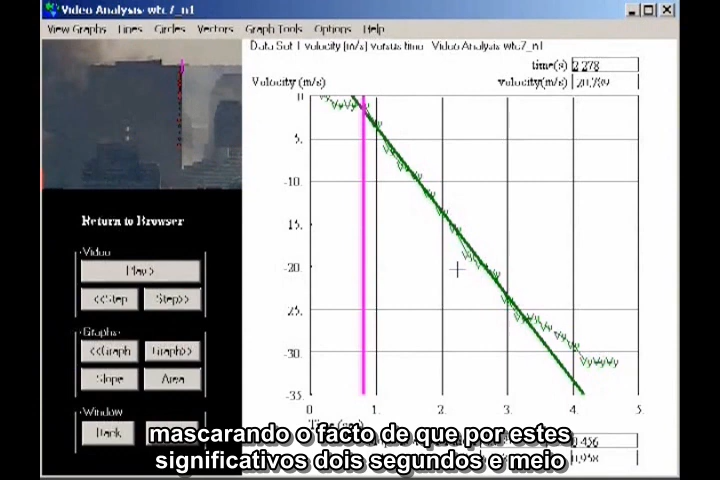 Video Analysis: wtc7_n1
View Graphs Lines Circles Vectors Graph Tools Options Help
Data Set 1 velocity (m/s) versus time Video Analysis wtc7_n1
time(s) 2.278
Velocity (m/s)
velocity(m/s)
0
5.
-10.
15.
-20.
25.
-30.
-35
0 1. 2. 3. 4. 5.
Return to Browser
Video
Play>
<<Step Step>>
Graphs
<<Graph Graph>>
Slope Area
Window
Back
mascarando o facto de que por estes
significativos dois segundos e meio